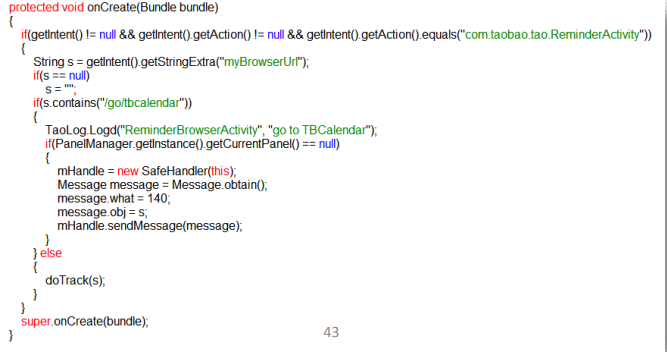 protected void onCreate(Bundle bundle)
{
if(getIntent() != null && getIntent().getAction() != null && getIntent().getAction().equals("com.taobao.tao.ReminderActivity"))
{
String s = getIntent().getStringExtra("myBrowserUrl");
if(s == null)
s = "";
if(s.contains("/go/tbcalendar"))
{
TaoLog.Logd("ReminderBrowserActivity", "go to TBCalendar");
if(PanelManager.getInstance().getCurrentPanel() == null)
{
mHandle = new SafeHandler(this);
Message message = Message.obtain();
message.what = 140;
message.obj = s;
mHandle.sendMessage(message);
}
} else
{
doTrack(s);
}
}
super.onCreate(bundle);
}
43